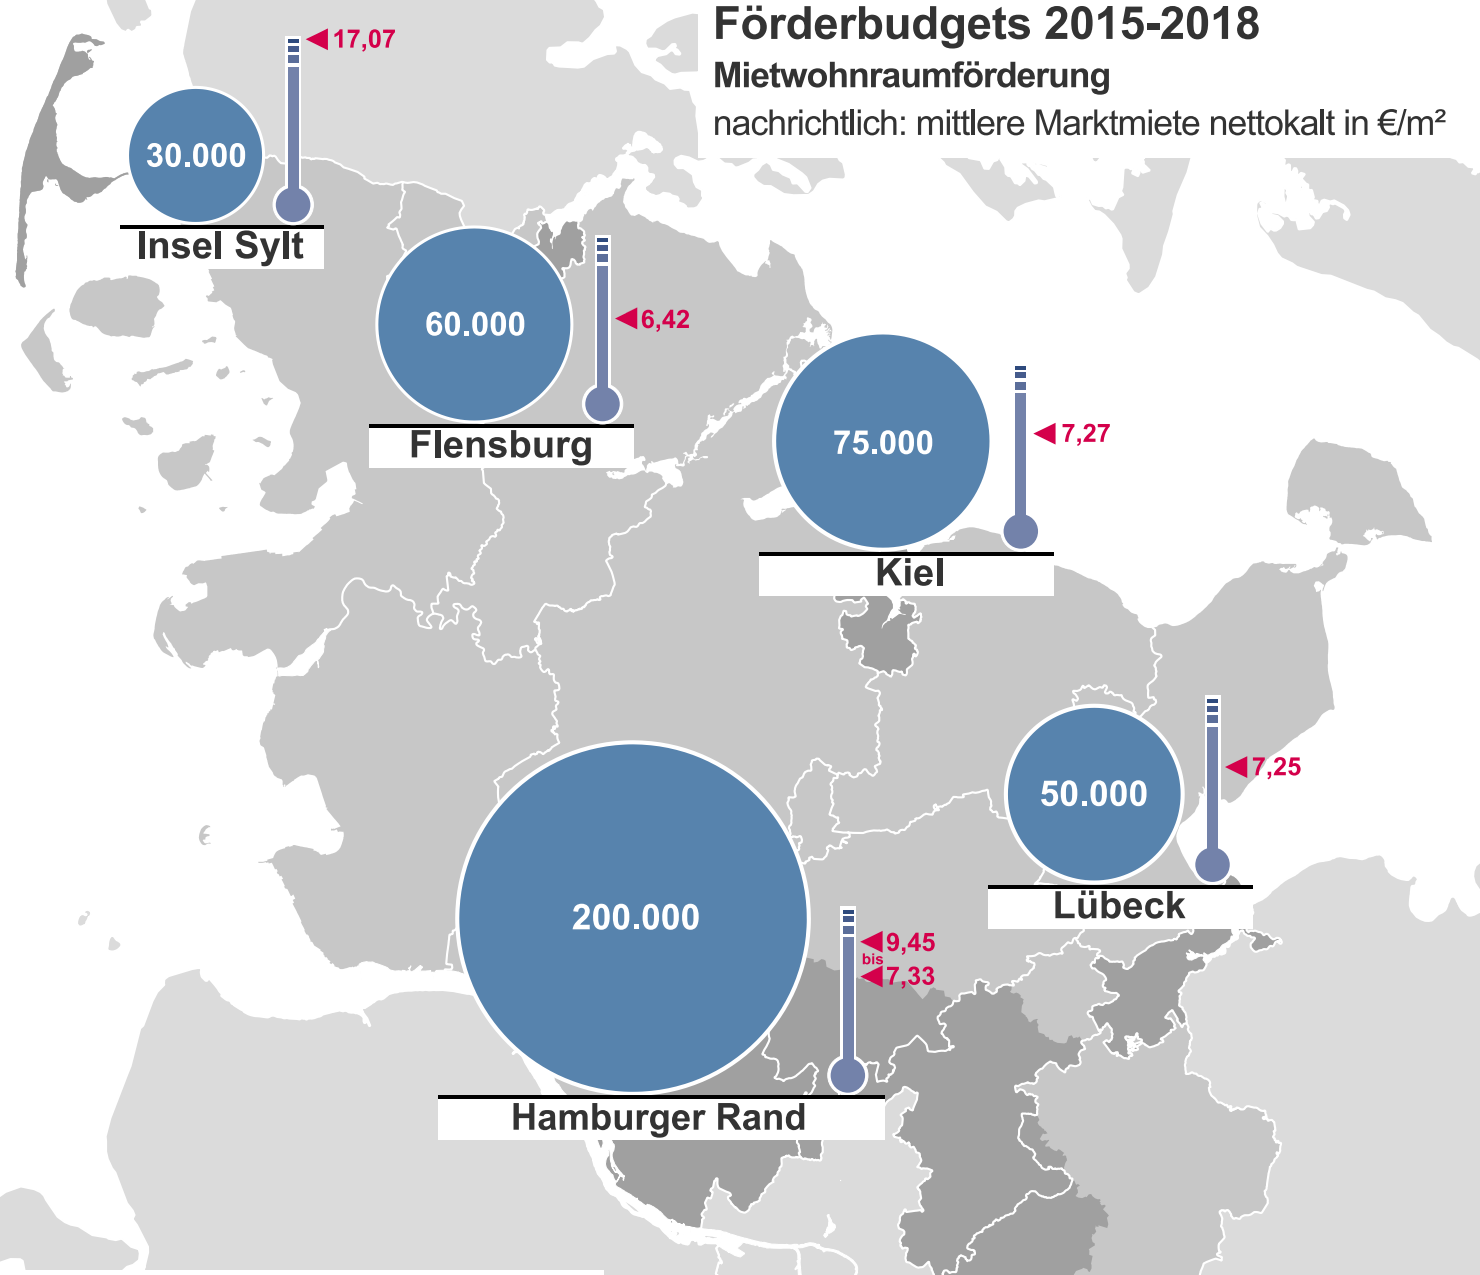 Förderbudgets 2015-2018
Mietwohnraumförderung
nachrichtlich: mittlere Marktmiete nettokalt in €/m²
17,07
30.000
Insel Sylt
60.000
6,42
Flensburg
75.000
7,27
Kiel
50.000
7,25
Lübeck
200.000
9,45
bis
7,33
Hamburger Rand